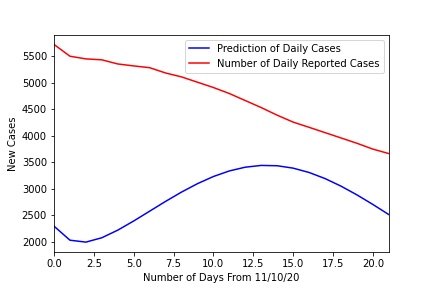 Prediction of Daily Cases
Number of Daily Reported Cases
5500
5000
4500
4000
3500
3000
2500
2000
New Cases
0.0 2.5 5.0 7.5 10.0 12.5 15.0 17.5 20.0
Number of Days From 11/10/20